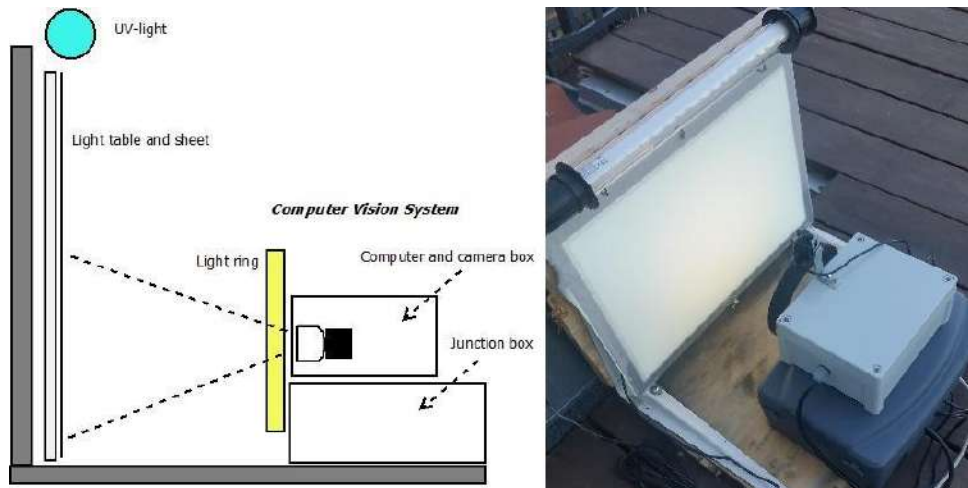 UV-light
Light table and sheet
Computer Vision System
Light ring
Computer and camera box
Junction box